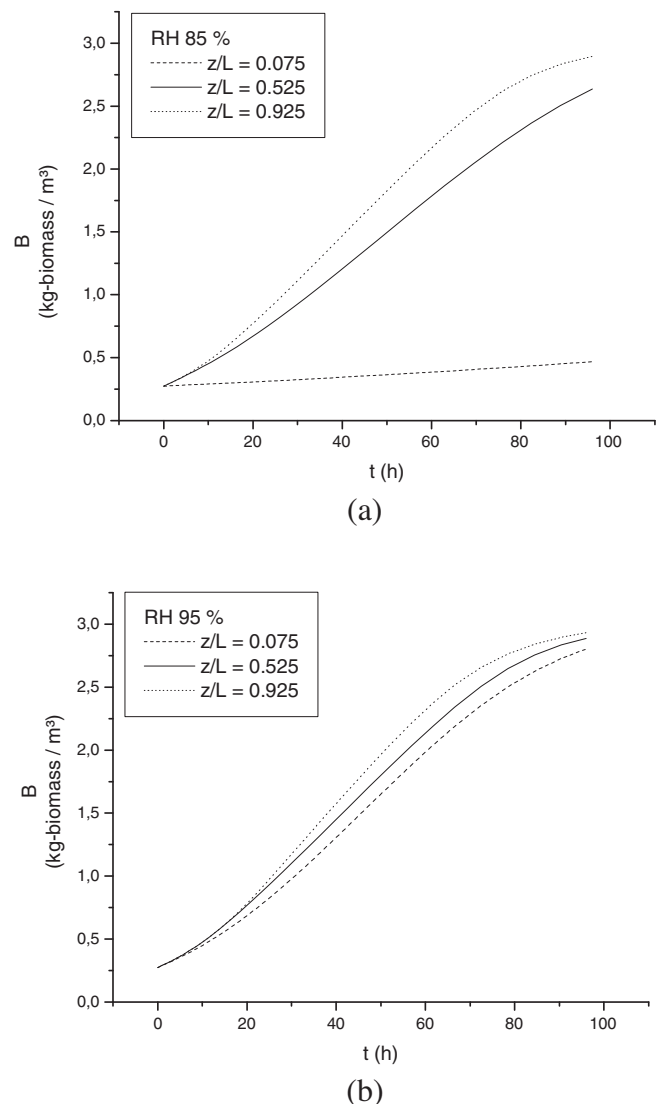 RH 85 %
z/L = 0.075
z/L = 0.525
z/L = 0.925
3,0
2,5
2,0
1,5
1,0
0,5
0,0
B
(kg-biomass / m³)
0
20
40
60
80
100
t (h)
(a)
RH 95 %
z/L = 0.075
z/L = 0.525
z/L = 0.925
3,0
2,5
2,0
1,5
1,0
0,5
0,0
B
(kg-biomass / m³)
0
20
40
60
80
100
t (h)
(b)